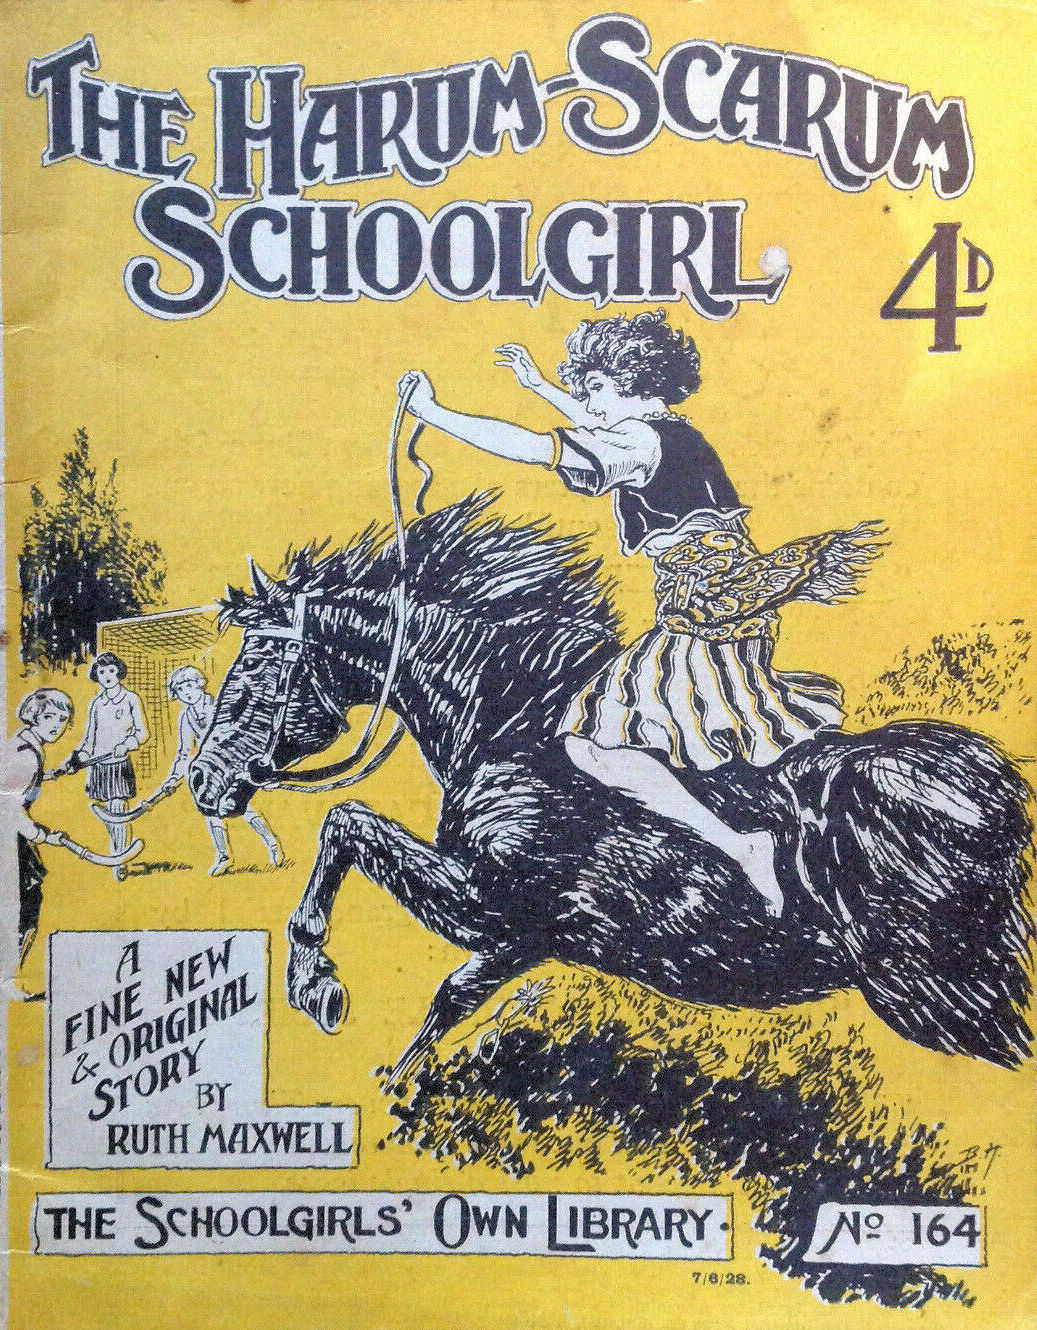 THE HARUM-SCARUM
SCHOOLGIRL.
4D
A
FINE NEW
& ORIGINAL
STORY
BY
RUTH MAXWELL
THE SCHOOLGIRLS' OWN LIBRARY.
No 164
7/6/28.